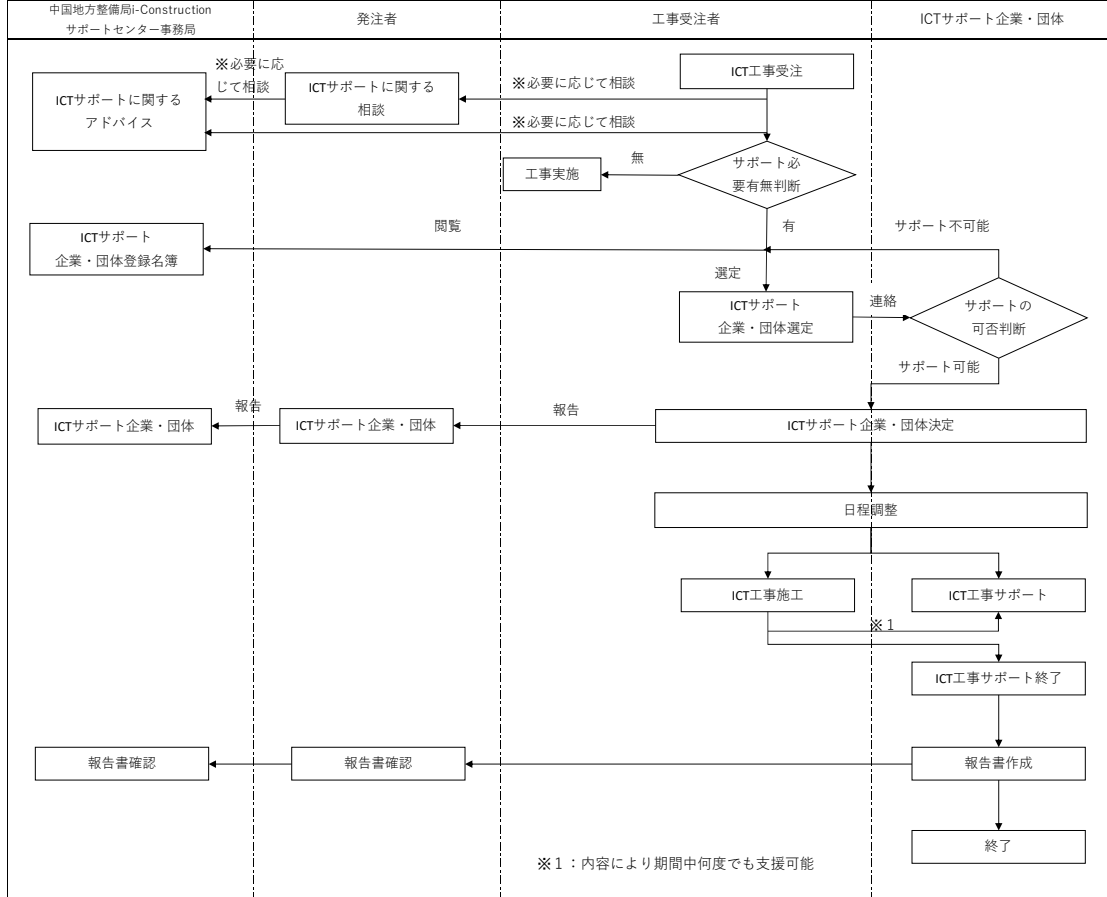 中国地方整備局i-Construction
サポートセンター事務局
発注者
工事受注者
ICTサポート企業・団体
ICT工事受注
※必要に応
じて相談
ICTサポートに関する
アドバイス
ICTサポートに関する
相談
※必要に応じて相談
※必要に応じて相談
サポート必
要有無判断
無
工事実施
有
閲覧
サポート不可能
ICTサポート
企業・団体登録名簿
選定
ICTサポート
企業・団体選定
連絡
サポートの
可否判断
サポート可能
ICTサポート企業・団体決定
報告
ICTサポート企業・団体
報告
ICTサポート企業・団体
日程調整
ICT工事施工
ICT工事サポート
※1
ICT工事サポート終了
報告書作成
報告書確認
報告書確認
終了
※1：内容により期間中何度でも支援可能